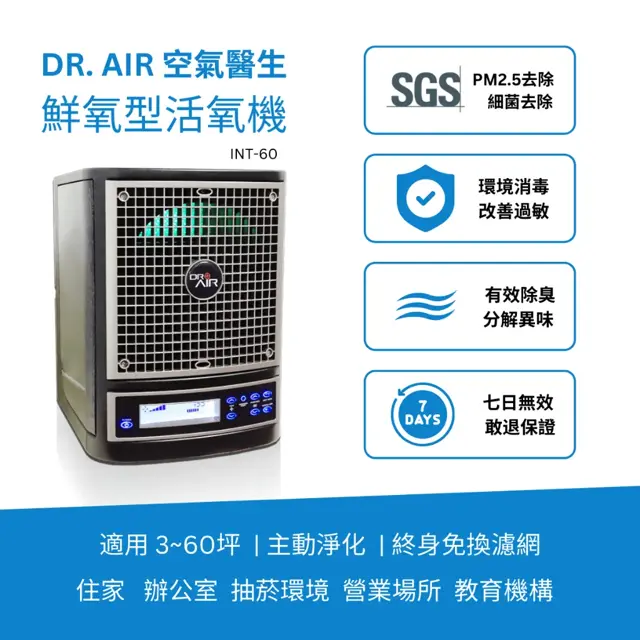 DR. AIR 空氣醫生
鮮氧型活氧機
INT-60
DR AIR
SGS
PM2.5去除
細菌去除
環境消毒
改善過敏
有效除臭
分解異味
7
DAYS
七日無效
敢退保證
適用 3~60坪 | 主動淨化 | 終身免換濾網
住家 辦公室 抽菸環境 營業場所 教育機構